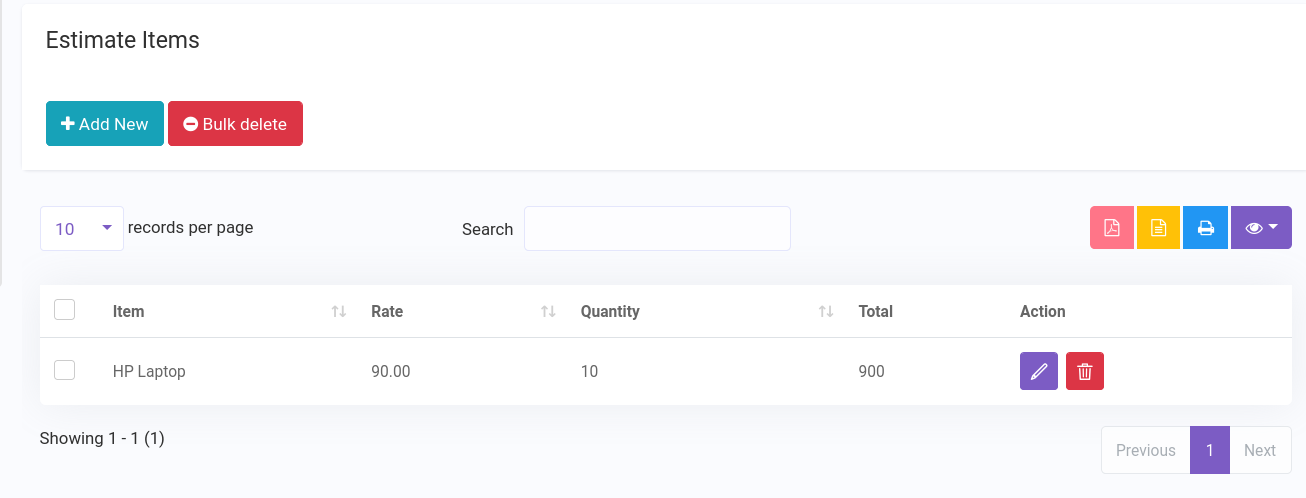 Estimate Items
Add New Bulk delete
10 records per page Search
Item Rate Quantity Total Action
HP Laptop 90.00 10 900
Showing 1 - 1 (1)
Previous 1 Next